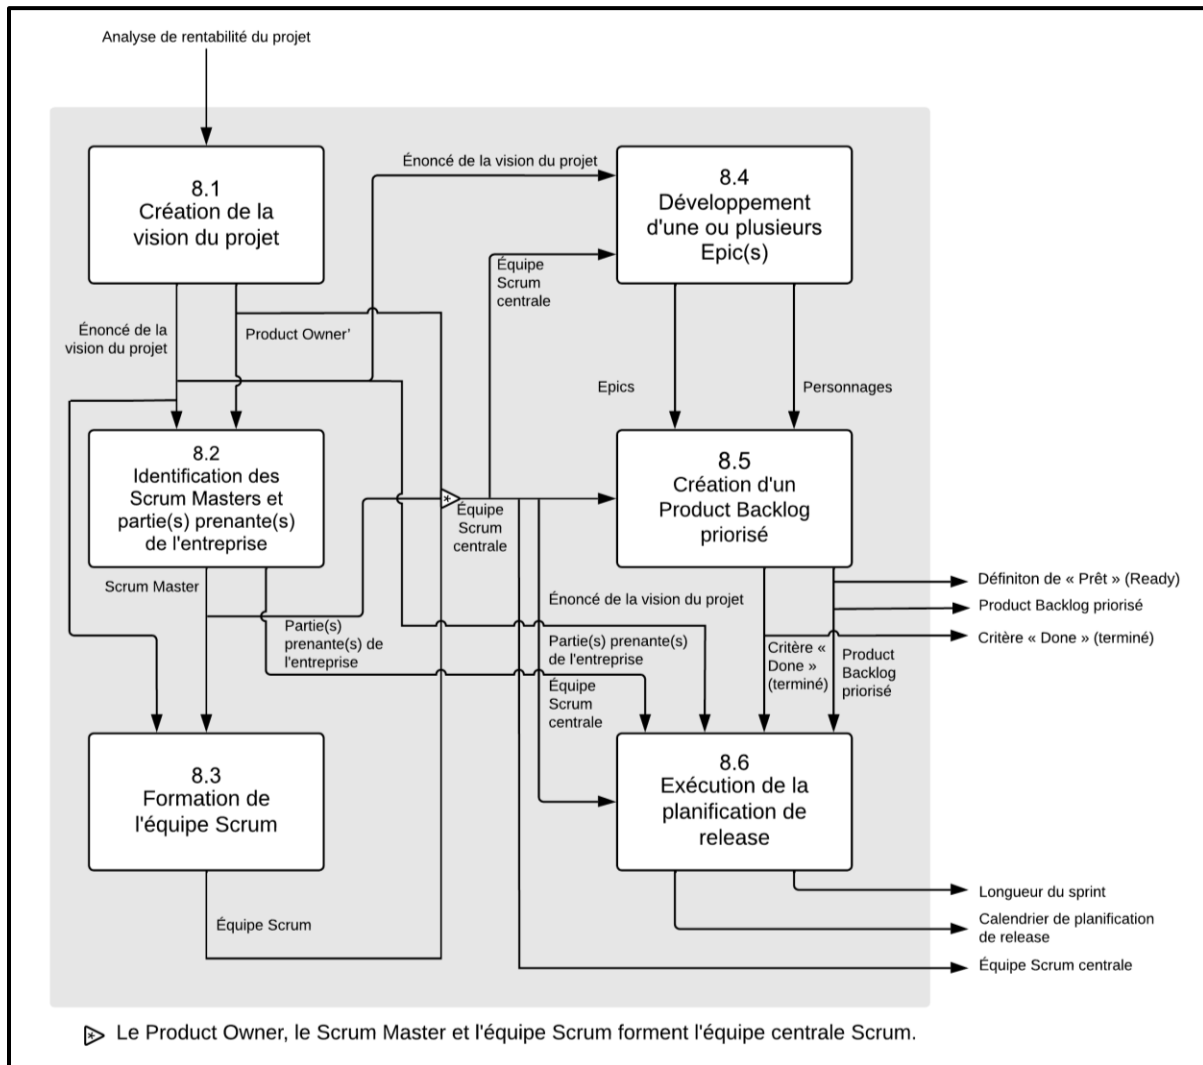 Analyse de rentabilité du projet
8.1
Création de la
vision du projet
Énoncé de la vision du projet
8.4
Développement
d'une ou plusieurs
Epic(s)
Équipe
Scrum
centrale
Énoncé de la
vision du projet
Product Owner'
Epics
Personnages
8.2
Identification des
Scrum Masters et
partie(s) prenante(s)
de l'entreprise
Équipe
Scrum
centrale
8.5
Création d'un
Product Backlog
priorisé
Scrum Master
Partie(s)
prenante(s) de
l'entreprise
Énoncé de la vision du projet
Partie(s) prenante(s)
de l'entreprise
Équipe
Scrum
centrale
Critère «
Done »
(terminé)
Product
Backlog
priorisé
Définiton de « Prêt » (Ready)
Product Backlog priorisé
Critère « Done » (terminé)
8.3
Formation de
l'équipe Scrum
8.6
Exécution de la
planification de
release
Équipe Scrum
Longueur du sprint
Calendrier de planification
de release
Équipe Scrum centrale
Le Product Owner, le Scrum Master et l'équipe Scrum forment l'équipe centrale Scrum.